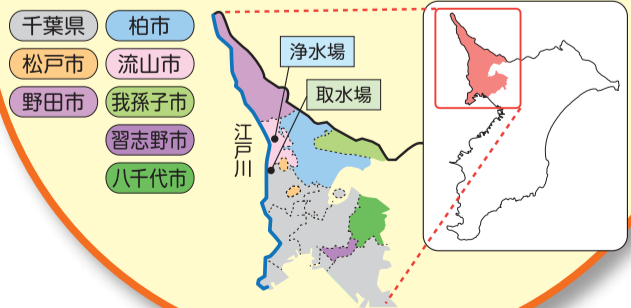 千葉県
柏市
松戸市
流山市
野田市
我孫子市
習志野市
八千代市
浄水場
取水場
江戸川